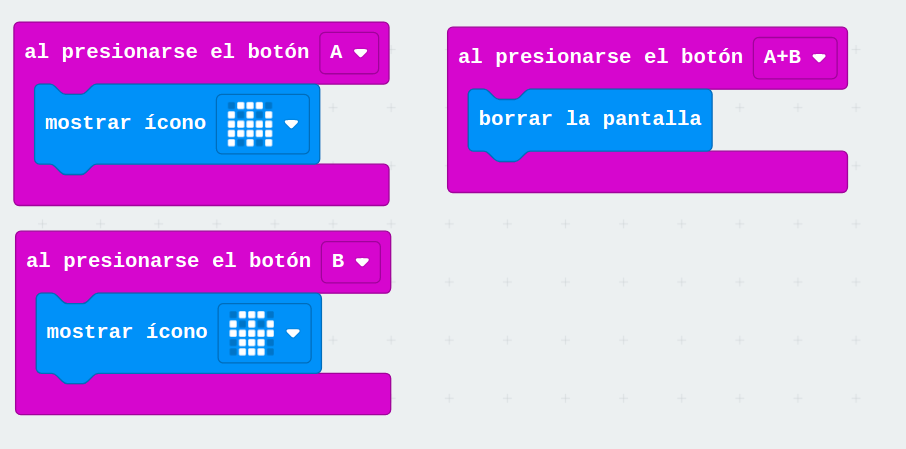 al presionarse el botón A
mostrar ícono
al presionarse el botón A+B
borrar la pantalla
al presionarse el botón B
mostrar ícono